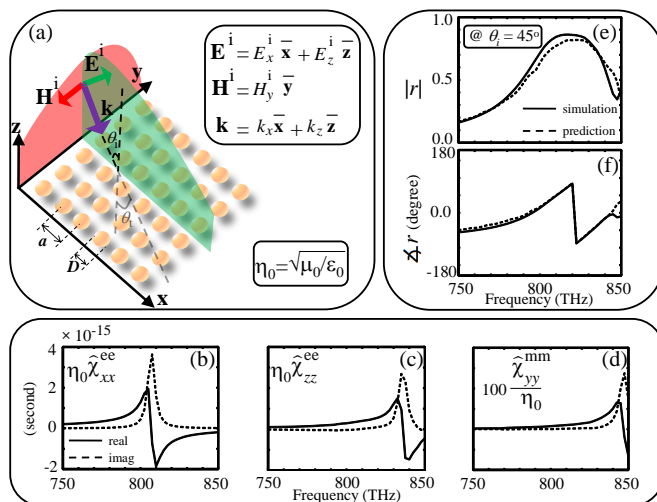 (a)
E^i = E_x^i x̄ + E_z^i z̄
H^i = H_y^i ȳ
k = k_x x̄ + k_z z̄
E^i
H^i
k
y
z
θ_i
θ_t
a
D
x
η_0=√μ_0/ε_0
@ θ_i = 45°
(e)
|r|
1.0
0.5
0.0
simulation
prediction
(f)
∡ r (degree)
180
0.0
-180
750
800
850
Frequency (THz)
× 10^-15
(second)
4
2
0
-2
(b)
η_0 χ̂_xx^ee
real
imag
(c)
η_0 χ̂_zz^ee
(d)
100 χ̂_yy^mm / η_0
750
800
850
750
800
850
750
800
850
Frequency (THz)